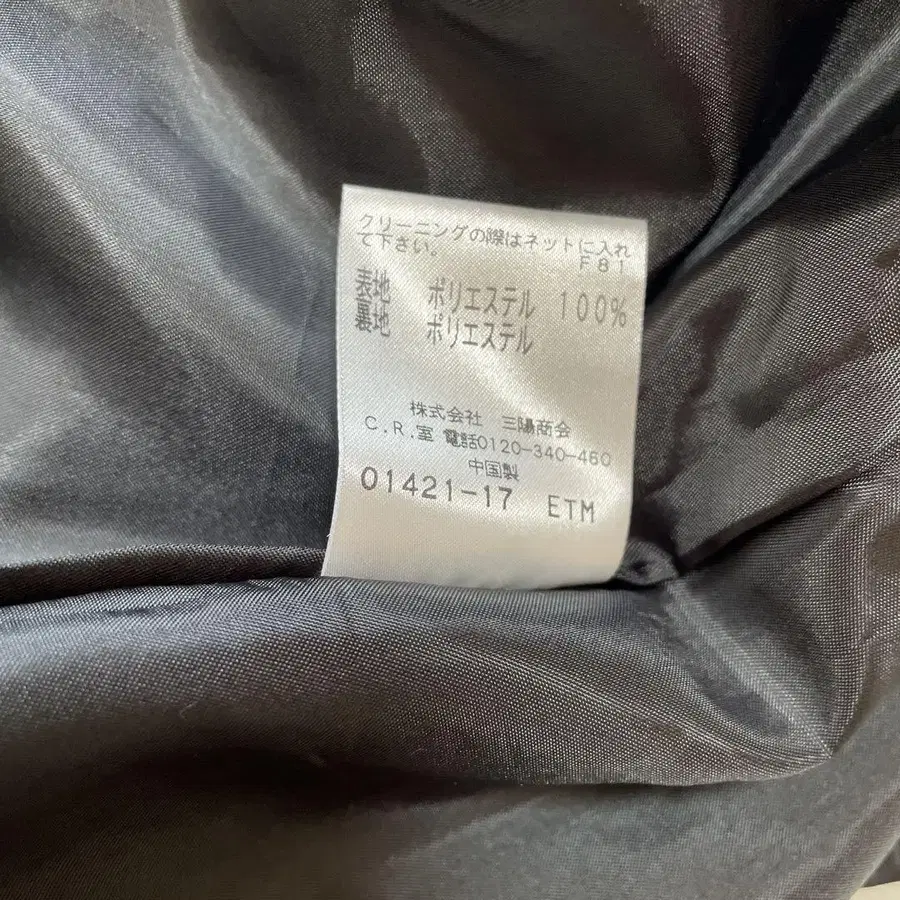 クリーニングの際はネットに入れ
て下さい。
F81
表地 ポリエステル 100%
裏地 ポリエステル
株式会社 三陽商会
C.R.室 電話0120-340-460
中国製
01421-17 ETM